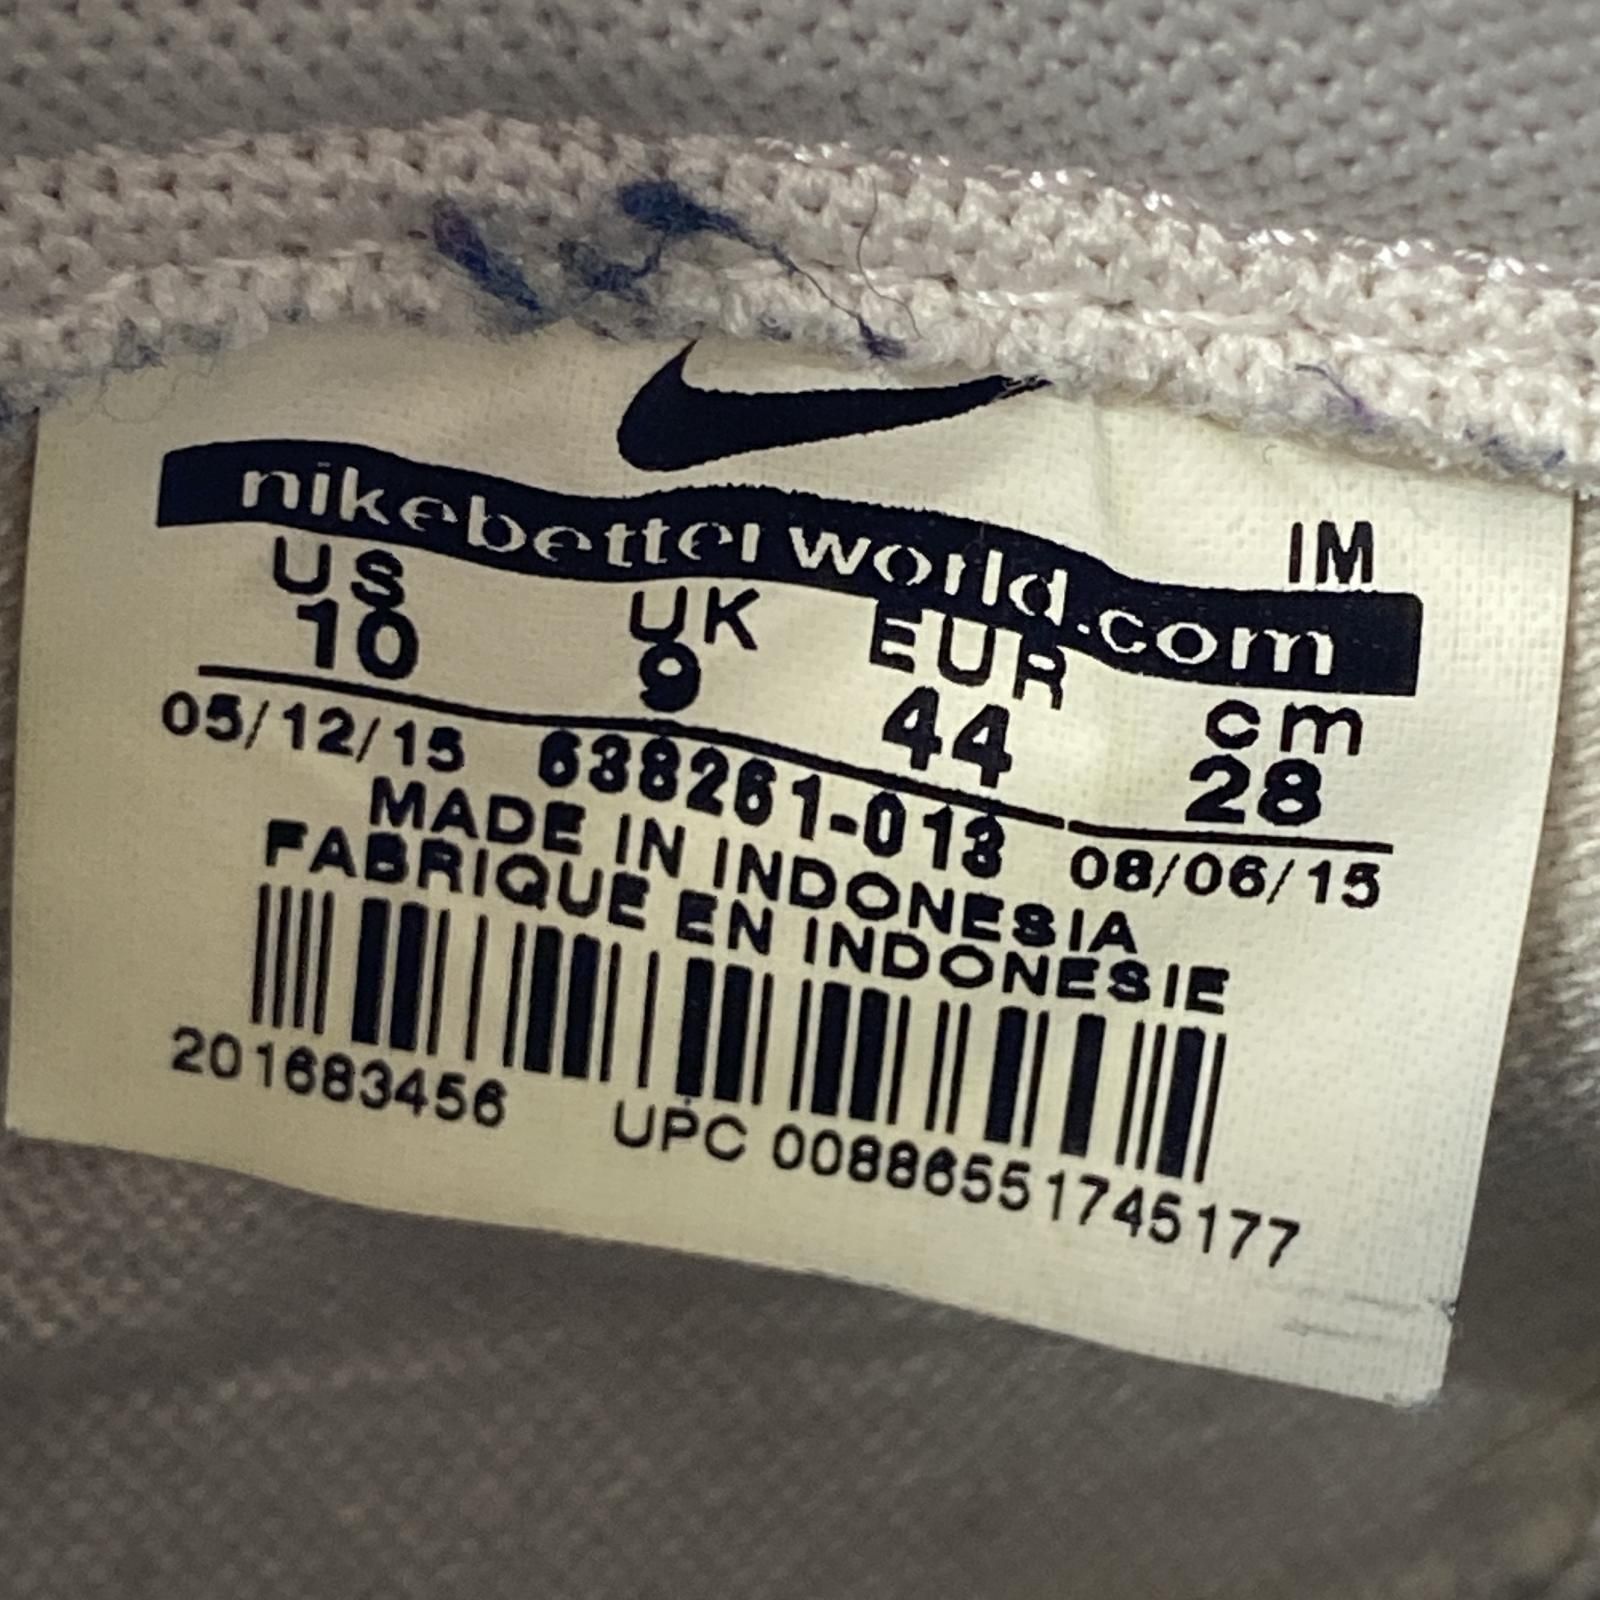 nikebetterworld.com
IM
US UK EUR cm
10 9 44 28
05/12/15 638261-013 08/06/15
MADE IN INDONESIA
FABRIQUE EN INDONESIE
201683456 UPC 00886551745177